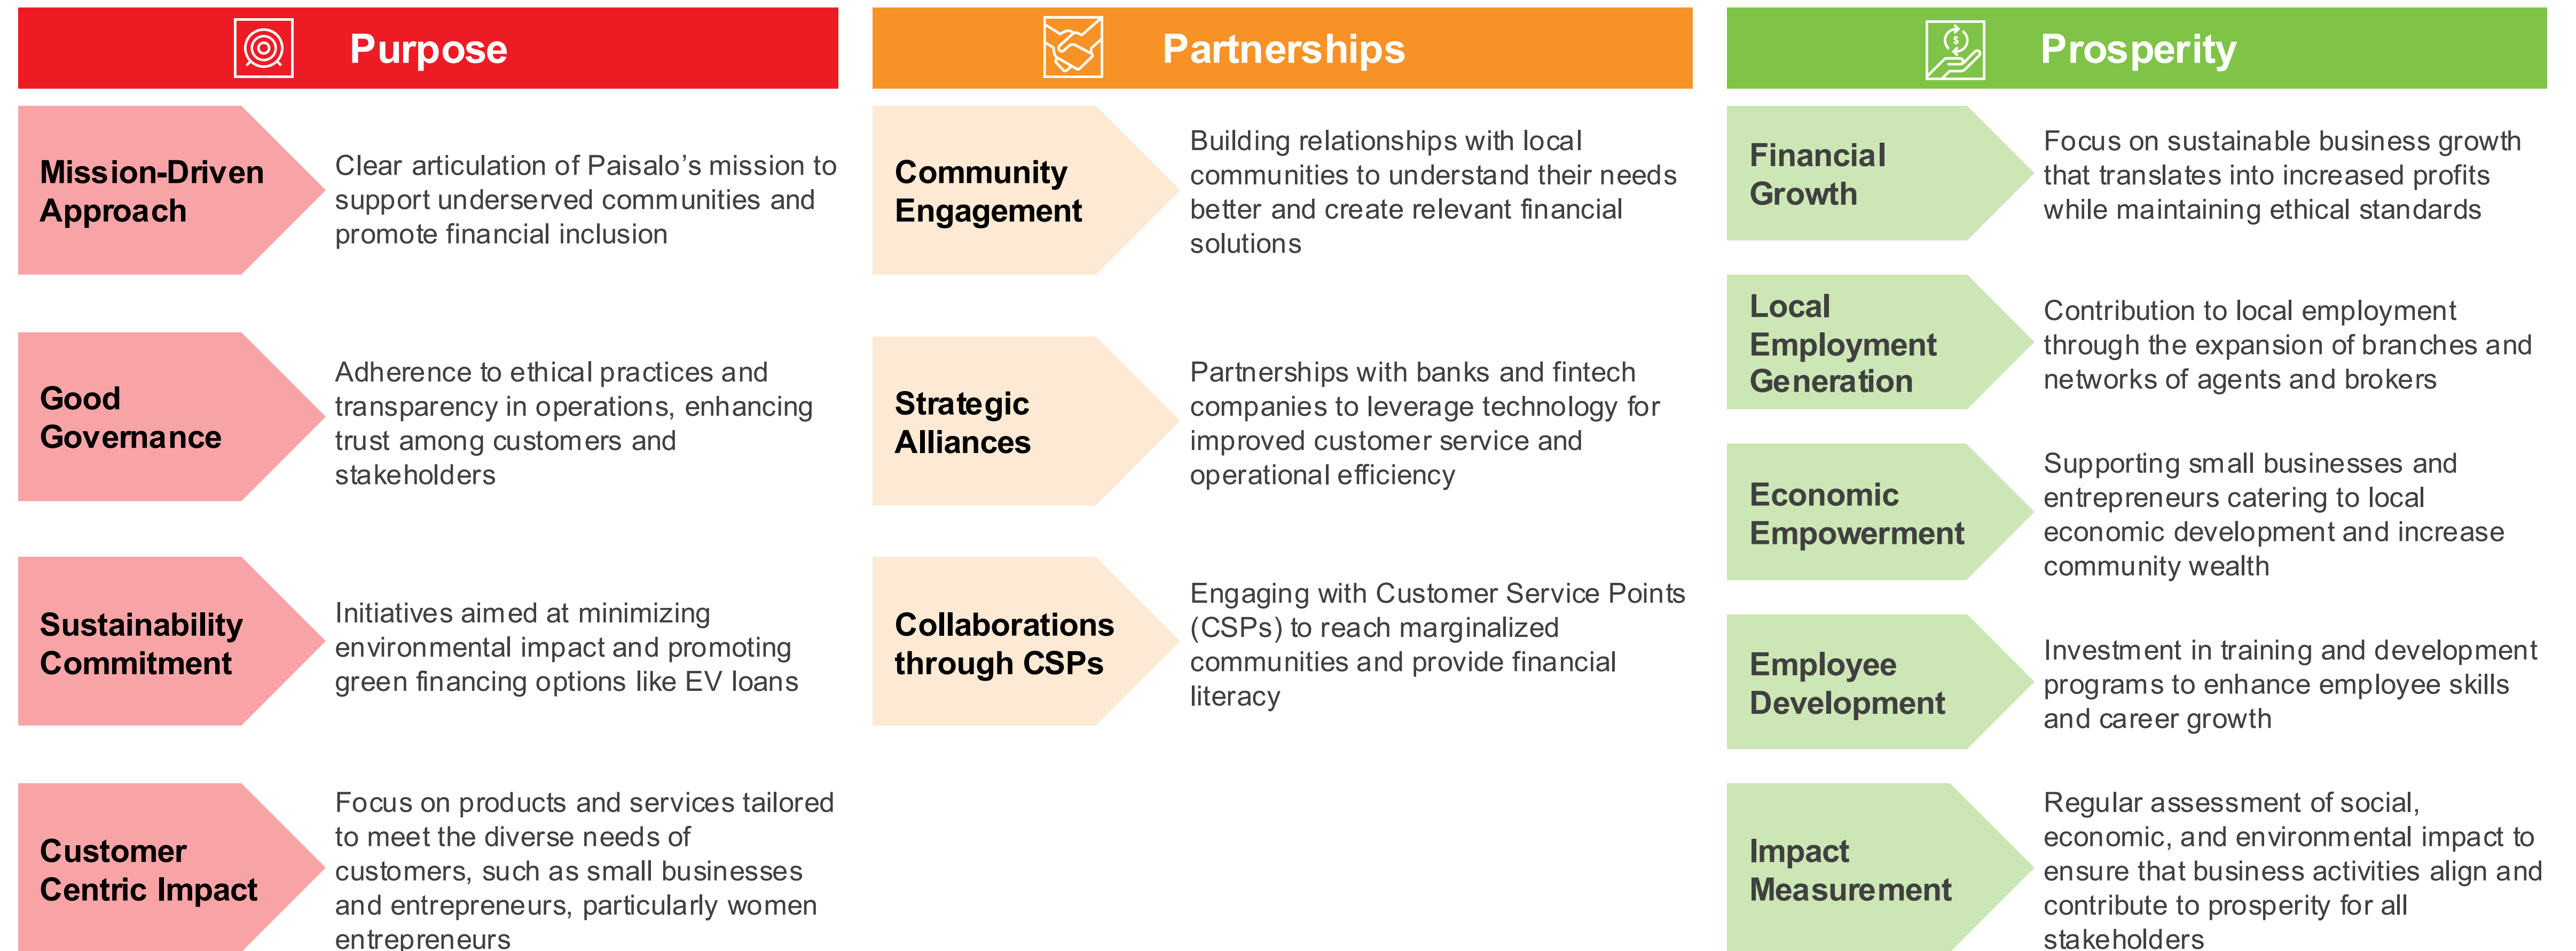 Purpose
Mission-Driven
Approach
Clear articulation of Paisalo’s mission to
support underserved communities and
promote financial inclusion
Good
Governance
Adherence to ethical practices and
transparency in operations, enhancing
trust among customers and
stakeholders
Sustainability
Commitment
Initiatives aimed at minimizing
environmental impact and promoting
green financing options like EV loans
Customer
Centric Impact
Focus on products and services tailored
to meet the diverse needs of
customers, such as small businesses
and entrepreneurs, particularly women
entrepreneurs
Partnerships
Community
Engagement
Building relationships with local
communities to understand their needs
better and create relevant financial
solutions
Strategic
Alliances
Partnerships with banks and fintech
companies to leverage technology for
improved customer service and
operational efficiency
Collaborations
through CSPs
Engaging with Customer Service Points
(CSPs) to reach marginalized
communities and provide financial
literacy
$
Prosperity
Financial
Growth
Focus on sustainable business growth
that translates into increased profits
while maintaining ethical standards
Local
Employment
Generation
Contribution to local employment
through the expansion of branches and
networks of agents and brokers
Economic
Empowerment
Supporting small businesses and
entrepreneurs catering to local
economic development and increase
community wealth
Employee
Development
Investment in training and development
programs to enhance employee skills
and career growth
Impact
Measurement
Regular assessment of social,
economic, and environmental impact to
ensure that business activities align and
contribute to prosperity for all
stakeholders